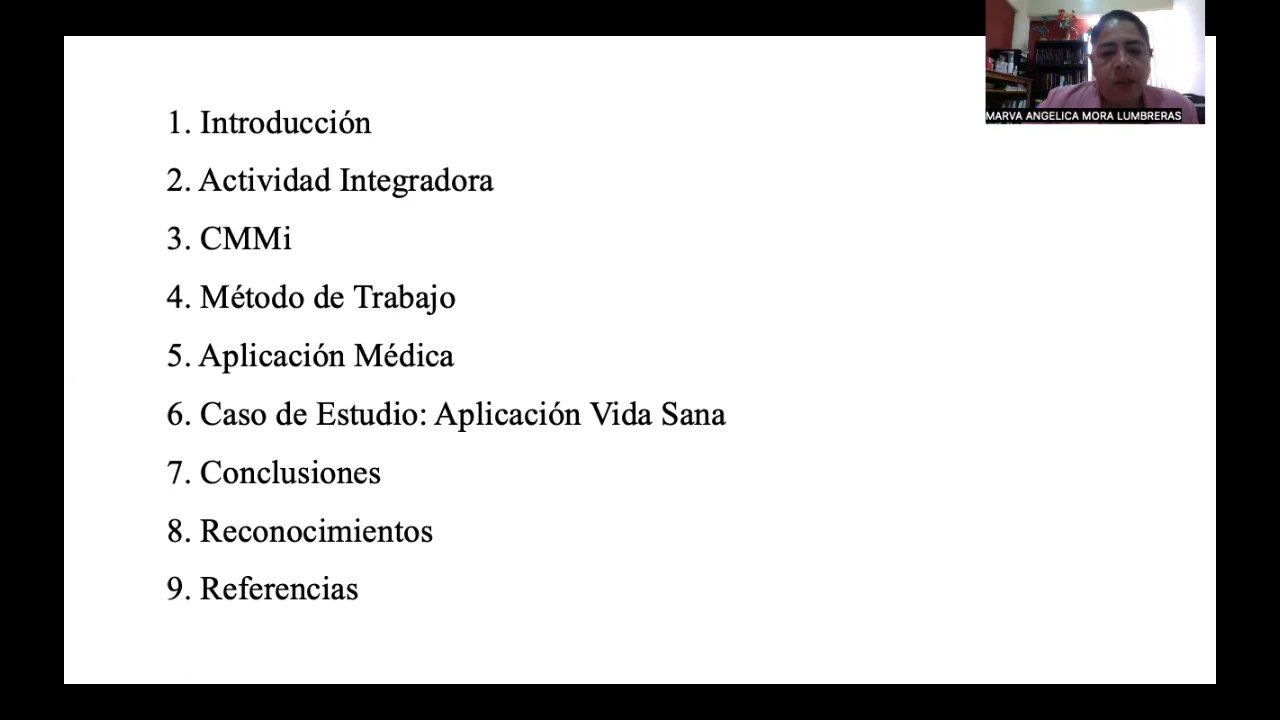 1. Introducción
2. Actividad Integradora
3. CMMi
4. Método de Trabajo
5. Aplicación Médica
6. Caso de Estudio: Aplicación Vida Sana
7. Conclusiones
8. Reconocimientos
9. Referencias
MARVA ANGELICA MORA LUMBRERAS